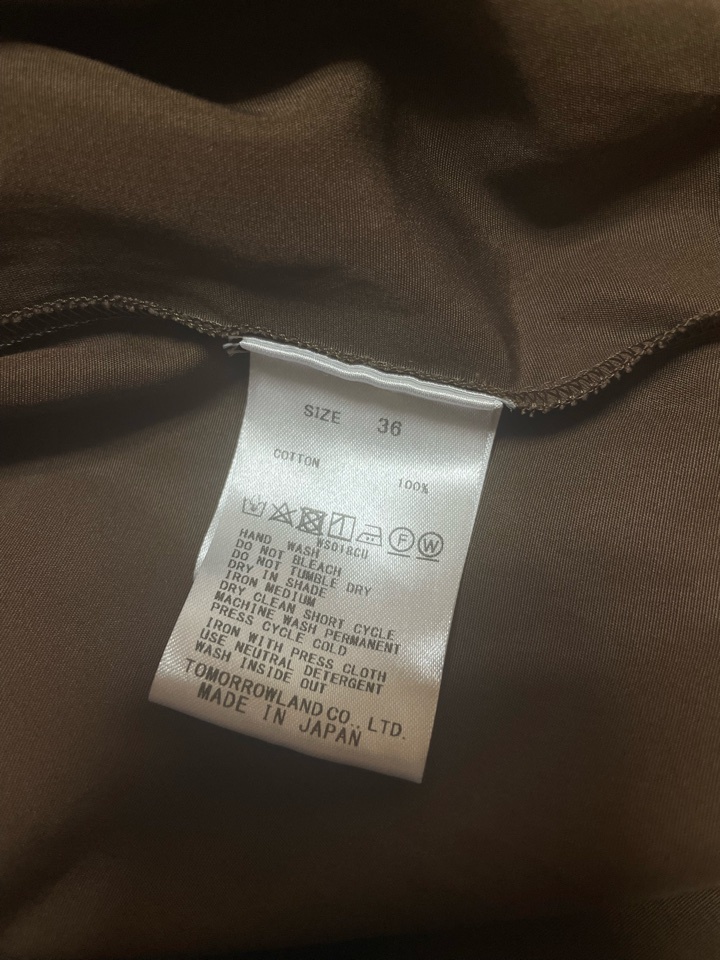 SIZE 36
COTTON 100%
F W
WS018CU
HAND WASH
DO NOT BLEACH
DO NOT TUMBLE DRY
DRY IN SHADE
IRON MEDIUM
DRY CLEAN SHORT CYCLE
MACHINE WASH PERMANENT
PRESS CYCLE COLD
IRON WITH PRESS CLOTH
USE NEUTRAL DETERGENT
WASH INSIDE OUT
TOMORROWLAND CO., LTD.
MADE IN JAPAN